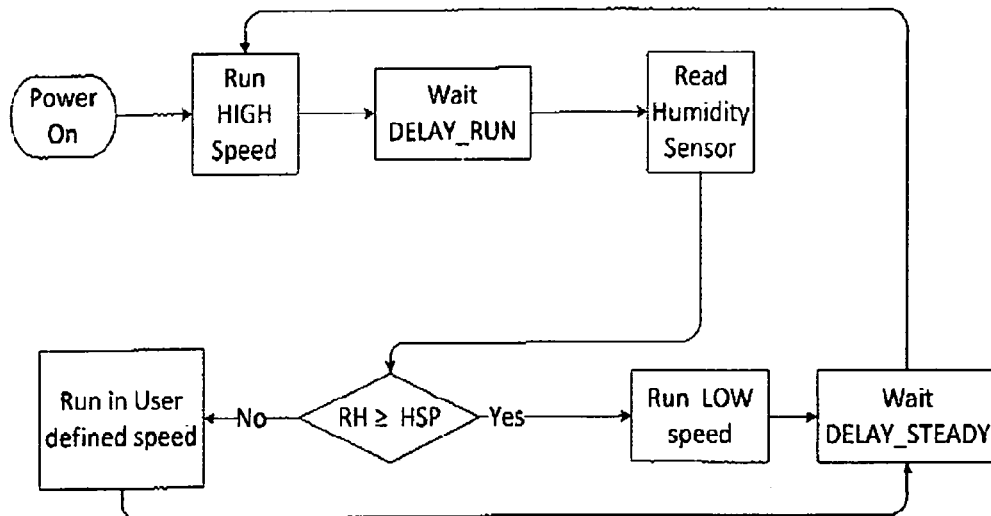 Power
On
Run
HIGH
Speed
Wait
DELAY_RUN
Read
Humidity
Sensor
Run in User
defined speed
No
RH ≥ HSP
Yes
Run LOW
speed
Wait
DELAY_STEADY